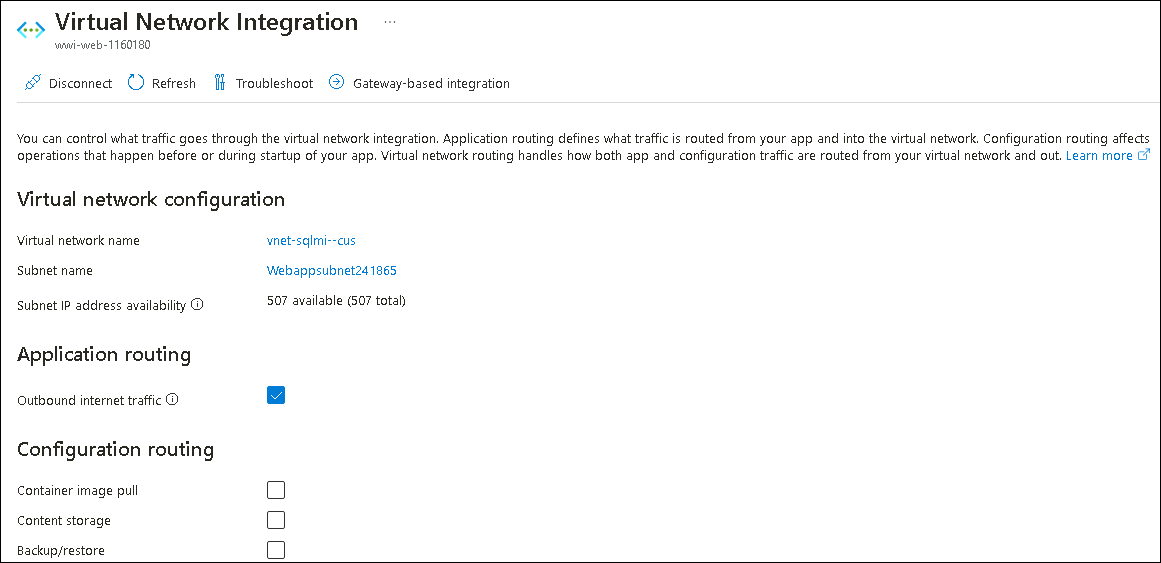 Virtual Network Integration ...
wwi-web-1160180
Disconnect Refresh Troubleshoot Gateway-based integration
You can control what traffic goes through the virtual network integration. Application routing defines what traffic is routed from your app and into the virtual network. Configuration routing affects
operations that happen before or during startup of your app. Virtual network routing handles how both app and configuration traffic are routed from your virtual network and out. Learn more
Virtual network configuration
Virtual network name vnet-sqlmi--cus
Subnet name Webappsubnet241865
Subnet IP address availability 507 available (507 total)
Application routing
Outbound internet traffic
Configuration routing
Container image pull
Content storage
Backup/restore